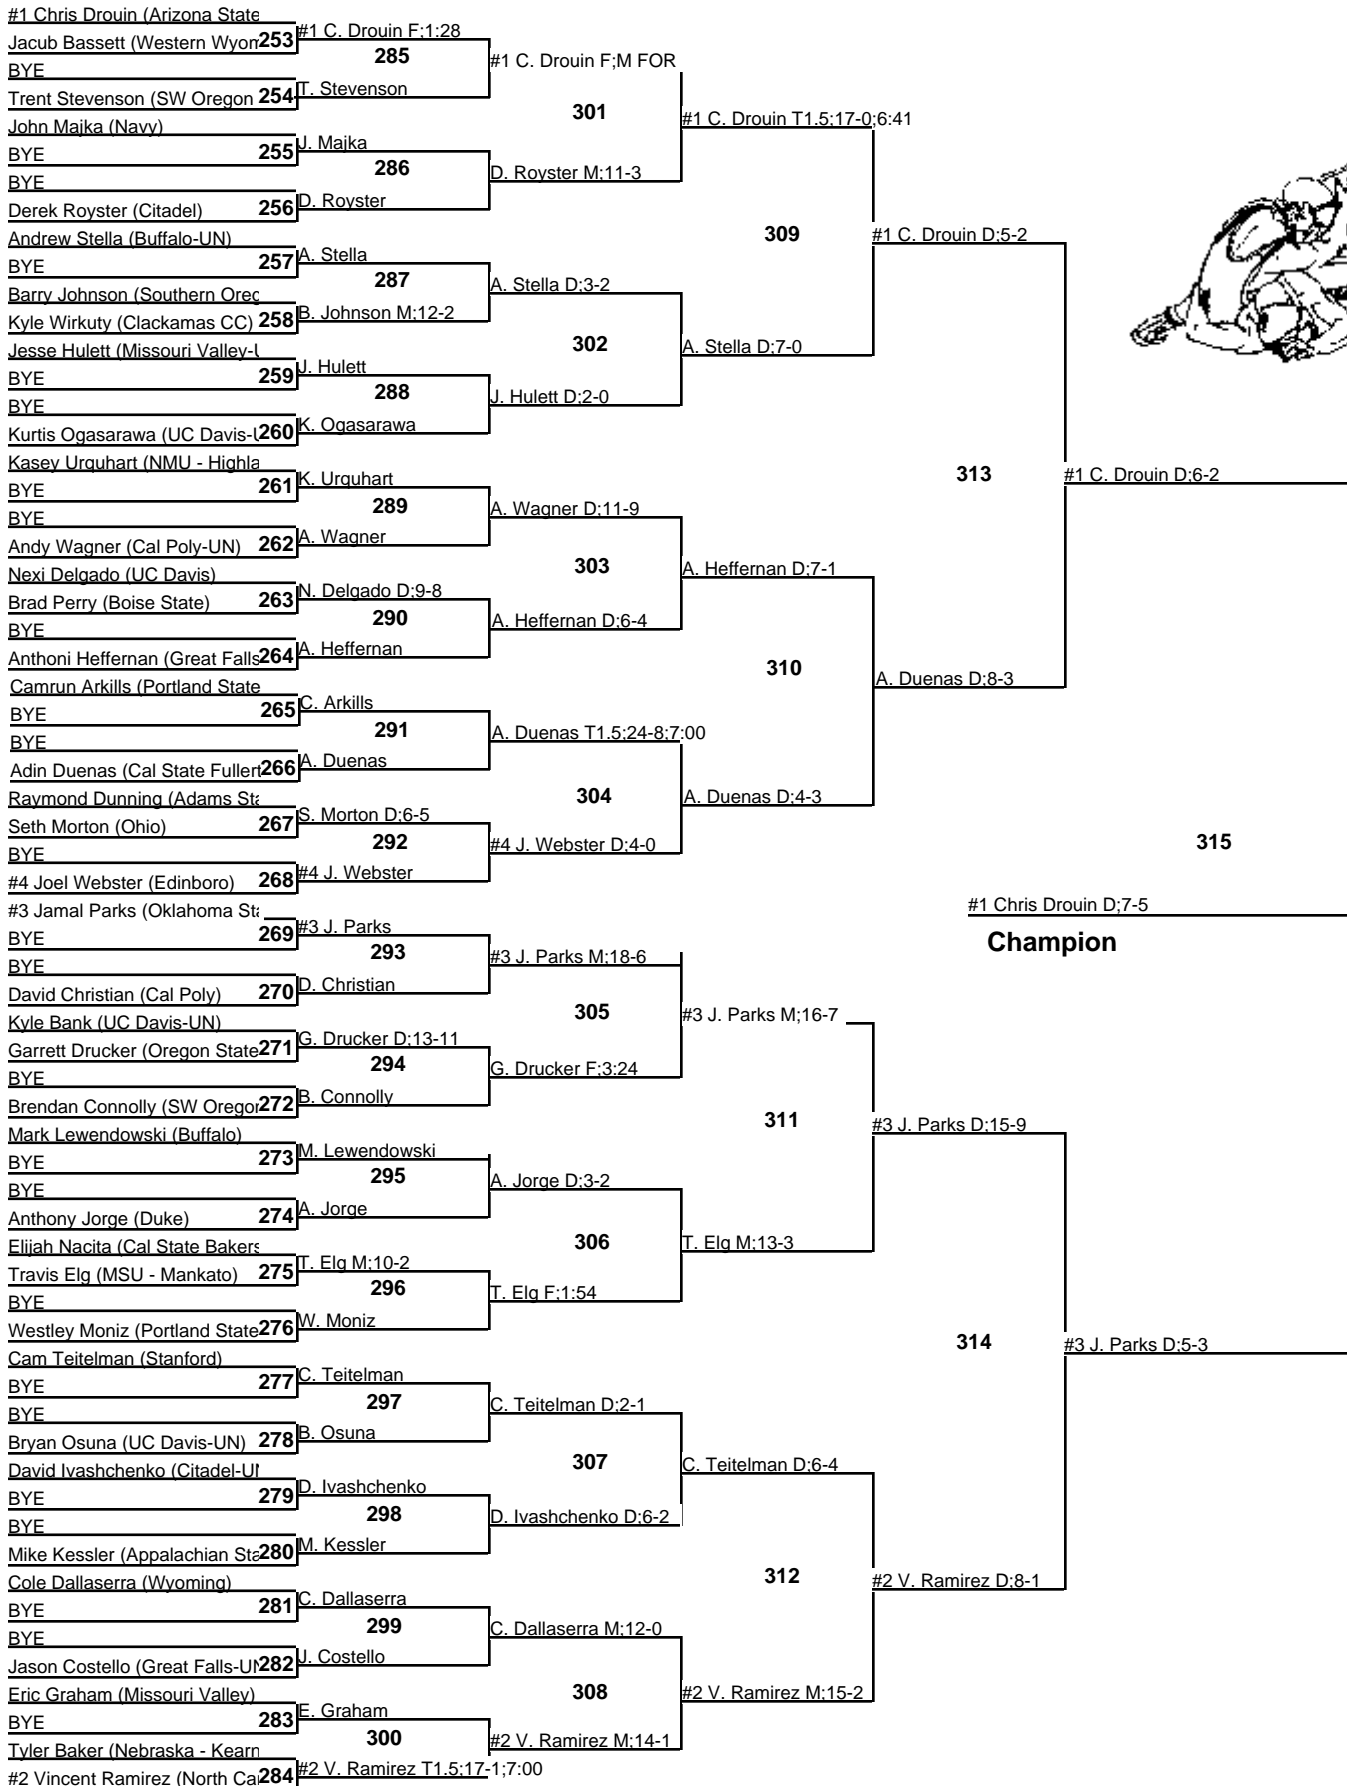 #1 Chris Drouin (Arizona State
Jacub Bassett (Western Wyom
253
BYE
Trent Stevenson (SW Oregon
254
John Majka (Navy)
BYE
255
BYE
Derek Royster (Citadel)
256
Andrew Stella (Buffalo-UN)
BYE
257
Barry Johnson (Southern Oreg
Kyle Wirkuty (Clackamas CC)
258
Jesse Hulett (Missouri Valley-U
BYE
259
BYE
Kurtis Ogasarawa (UC Davis-U
260
Kasey Urquhart (NMU - Highla
BYE
261
BYE
Andy Wagner (Cal Poly-UN)
262
Nexi Delgado (UC Davis)
Brad Perry (Boise State)
263
BYE
Anthoni Heffernan (Great Falls
264
Camrun Arkills (Portland State
BYE
265
BYE
Adin Duenas (Cal State Fullert
266
Raymond Dunning (Adams Sta
Seth Morton (Ohio)
267
BYE
#4 Joel Webster (Edinboro)
268
#3 Jamal Parks (Oklahoma Sta
BYE
269
BYE
David Christian (Cal Poly)
270
Kyle Bank (UC Davis-UN)
Garrett Drucker (Oregon State
271
BYE
Brendan Connolly (SW Oregon
272
Mark Lewendowski (Buffalo)
BYE
273
BYE
Anthony Jorge (Duke)
274
Elijah Nacita (Cal State Bakers
Travis Elg (MSU - Mankato)
275
BYE
Westley Moniz (Portland State
276
Cam Teitelman (Stanford)
BYE
277
BYE
Bryan Osuna (UC Davis-UN)
278
David Ivashchenko (Citadel-UN
BYE
279
BYE
Mike Kessler (Appalachian Sta
280
Cole Dallaserra (Wyoming)
BYE
281
BYE
Jason Costello (Great Falls-UN
282
Eric Graham (Missouri Valley)
BYE
283
Tyler Baker (Nebraska - Kearn
#2 Vincent Ramirez (North Ca
284
#1 C. Drouin F;1:28
285
T. Stevenson
J. Majka
286
D. Royster
A. Stella
287
B. Johnson M;12-2
J. Hulett
288
K. Ogasarawa
K. Urquhart
289
A. Wagner
N. Delgado D;9-8
290
A. Heffernan
C. Arkills
291
A. Duenas
S. Morton D;6-5
292
#4 J. Webster
#3 J. Parks
293
D. Christian
G. Drucker D;13-11
294
B. Connolly
M. Lewendowski
295
A. Jorge
T. Elg M;10-2
296
W. Moniz
C. Teitelman
297
B. Osuna
D. Ivashchenko
298
M. Kessler
C. Dallaserra
299
J. Costello
E. Graham
300
#2 V. Ramirez T1.5;17-1;7:00
#1 C. Drouin F;M FOR
301
D. Royster M;11-3
A. Stella D;3-2
302
J. Hulett D;2-0
A. Wagner D;11-9
303
A. Heffernan D;6-4
A. Duenas T1.5;24-8;7:00
304
#4 J. Webster D;4-0
#3 J. Parks M;18-6
305
G. Drucker F;3:24
A. Jorge D;3-2
306
T. Elg F;1:54
C. Teitelman D;2-1
307
D. Ivashchenko D;6-2
C. Dallaserra M;12-0
308
#2 V. Ramirez M;14-1
#1 C. Drouin T1.5;17-0;6:41
309
A. Stella D;7-0
A. Heffernan D;7-1
310
A. Duenas D;4-3
#3 J. Parks M;16-7
311
T. Elg M;13-3
C. Teitelman D;6-4
312
#2 V. Ramirez M;15-2
#1 C. Drouin D;5-2
313
A. Duenas D;8-3
#3 J. Parks D;15-9
314
#2 V. Ramirez D;8-1
#1 C. Drouin D;6-2
315
#3 J. Parks D;5-3
#1 Chris Drouin D;7-5
Champion